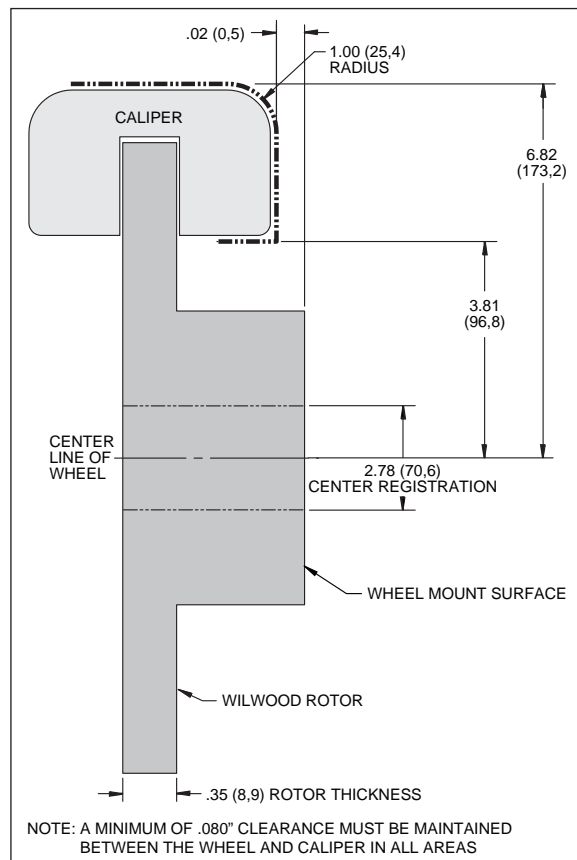 .02 (0,5)
1.00 (25,4)
RADIUS
CALIPER
6.82
(173,2)
3.81
(96,8)
CENTER
LINE OF
WHEEL
2.78 (70,6)
CENTER REGISTRATION
WHEEL MOUNT SURFACE
WILWOOD ROTOR
.35 (8,9) ROTOR THICKNESS
NOTE: A MINIMUM OF .080" CLEARANCE MUST BE MAINTAINED
BETWEEN THE WHEEL AND CALIPER IN ALL AREAS